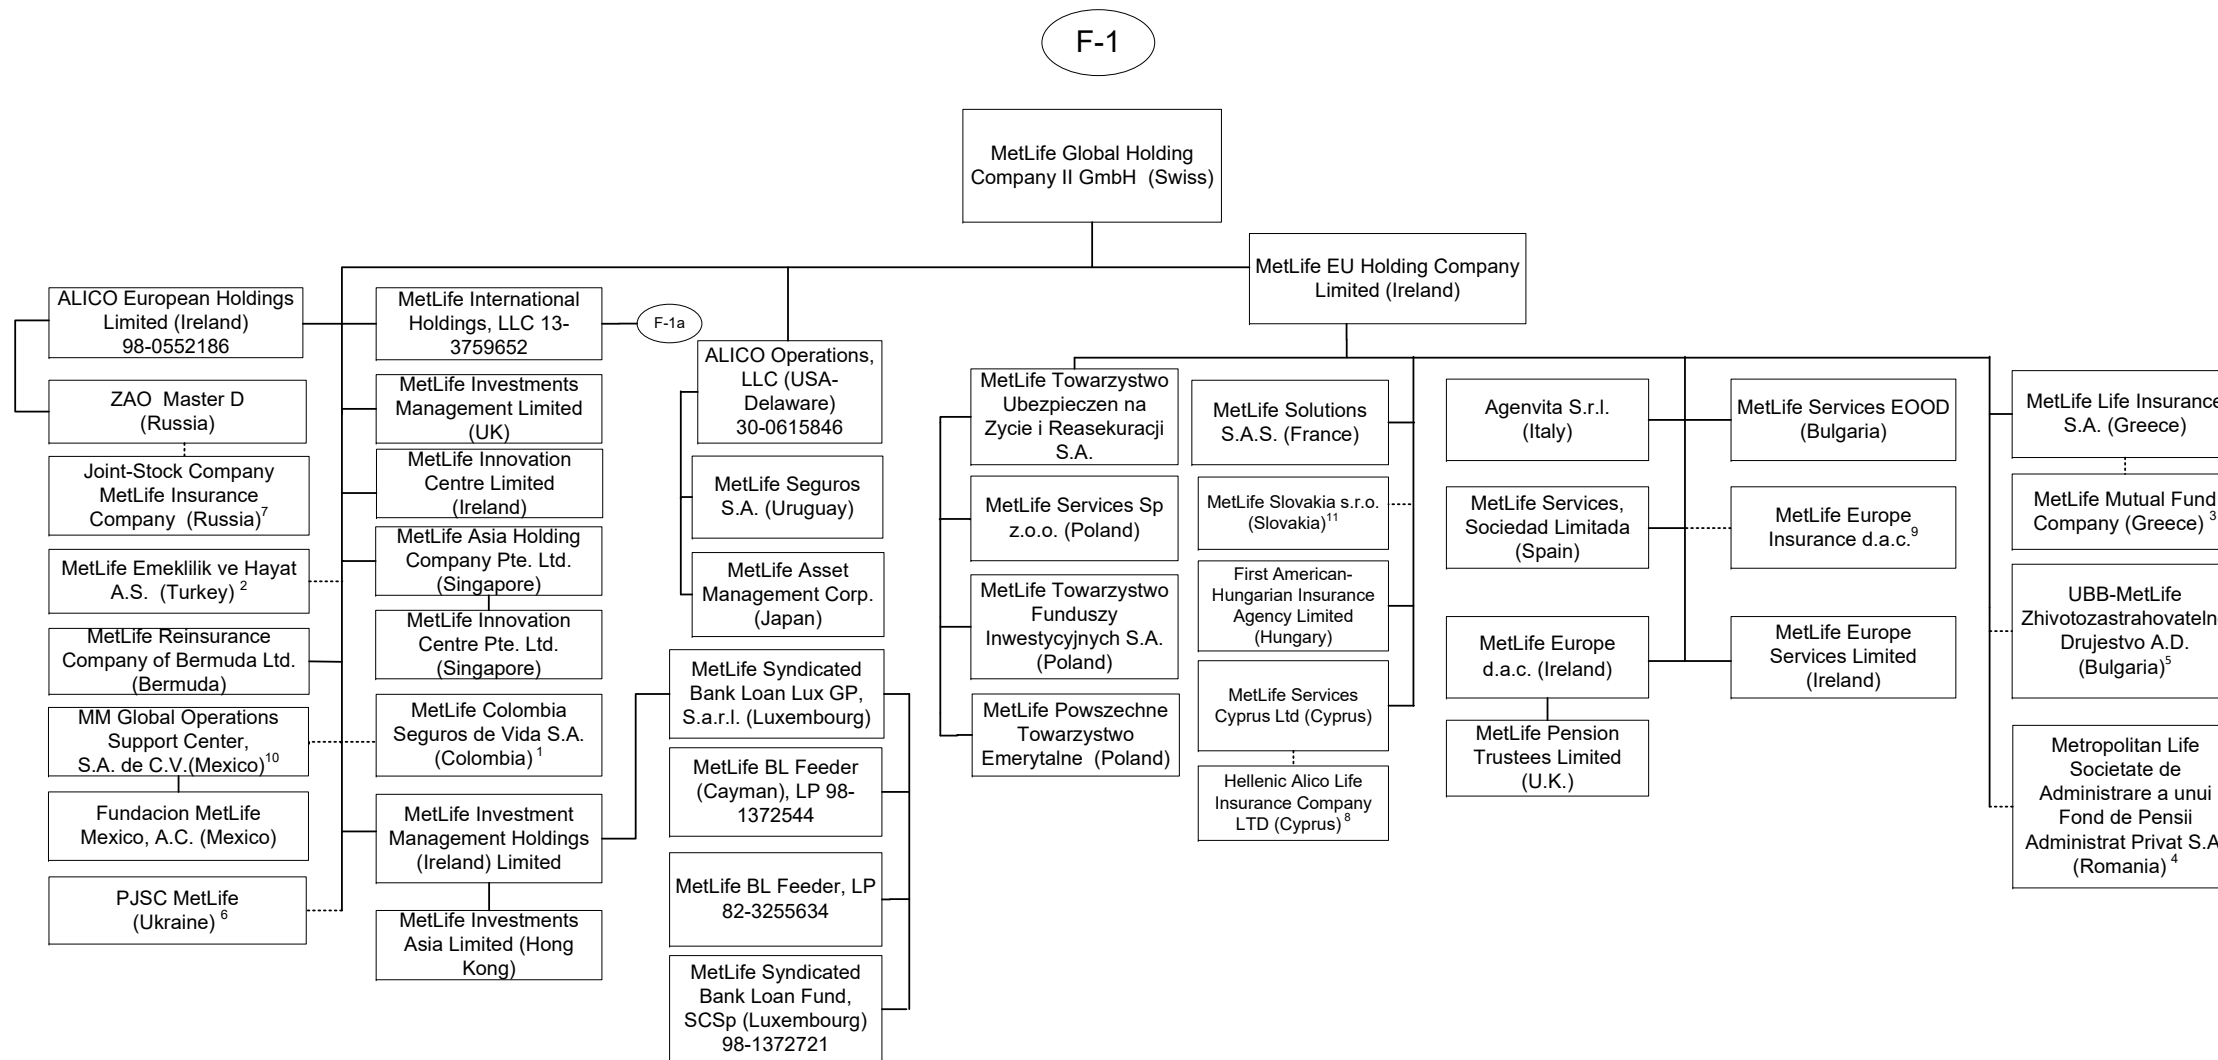 F-1
MetLife Global Holding
Company II GmbH (Swiss)
MetLife EU Holding Company
Limited (Ireland)
ALICO European Holdings
Limited (Ireland)
98-0552186
ZAO Master D
(Russia)
Joint-Stock Company
MetLife Insurance
Company (Russia)7
MetLife Emeklilik ve Hayat
A.S. (Turkey) 2
MetLife Reinsurance
Company of Bermuda Ltd.
(Bermuda)
MM Global Operations
Support Center,
S.A. de C.V.(Mexico)10
Fundacion MetLife
Mexico, A.C. (Mexico)
PJSC MetLife
(Ukraine) 6
MetLife International
Holdings, LLC 13-
3759652
F-1a
MetLife Investments
Management Limited
(UK)
MetLife Innovation
Centre Limited
(Ireland)
MetLife Asia Holding
Company Pte. Ltd.
(Singapore)
MetLife Innovation
Centre Pte. Ltd.
(Singapore)
MetLife Colombia
Seguros de Vida S.A.
(Colombia) 1
MetLife Investment
Management Holdings
(Ireland) Limited
MetLife Investments
Asia Limited (Hong
Kong)
ALICO Operations,
LLC (USA-
Delaware)
30-0615846
MetLife Seguros
S.A. (Uruguay)
MetLife Asset
Management Corp.
(Japan)
MetLife Syndicated
Bank Loan Lux GP,
S.a.r.l. (Luxembourg)
MetLife BL Feeder
(Cayman), LP 98-
1372544
MetLife BL Feeder, LP
82-3255634
MetLife Syndicated
Bank Loan Fund,
SCSp (Luxembourg)
98-1372721
MetLife Towarzystwo
Ubezpieczen na
Zycie i Reasekuracji
S.A.
MetLife Services Sp
z.o.o. (Poland)
MetLife Towarzystwo
Funduszy
Inwestycyjnych S.A.
(Poland)
MetLife Powszechne
Towarzystwo
Emerytalne (Poland)
MetLife Solutions
S.A.S. (France)
MetLife Slovakia s.r.o.
(Slovakia)11
First American-
Hungarian Insurance
Agency Limited
(Hungary)
MetLife Services
Cyprus Ltd (Cyprus)
Hellenic Alico Life
Insurance Company
LTD (Cyprus) 8
Agenvita S.r.l.
(Italy)
MetLife Services,
Sociedad Limitada
(Spain)
MetLife Europe
d.a.c. (Ireland)
MetLife Pension
Trustees Limited
(U.K.)
MetLife Services EOOD
(Bulgaria)
MetLife Europe
Insurance d.a.c.9
MetLife Europe
Services Limited
(Ireland)
MetLife Life Insurance
S.A. (Greece)
MetLife Mutual Fund
Company (Greece) 3
UBB-MetLife
Drujestvo A.D.
(Bulgaria)5
Metropolitan Life
Societate de
Administrare a unui
Fond de Pensii
Administrat Privat S.A
(Romania) 4